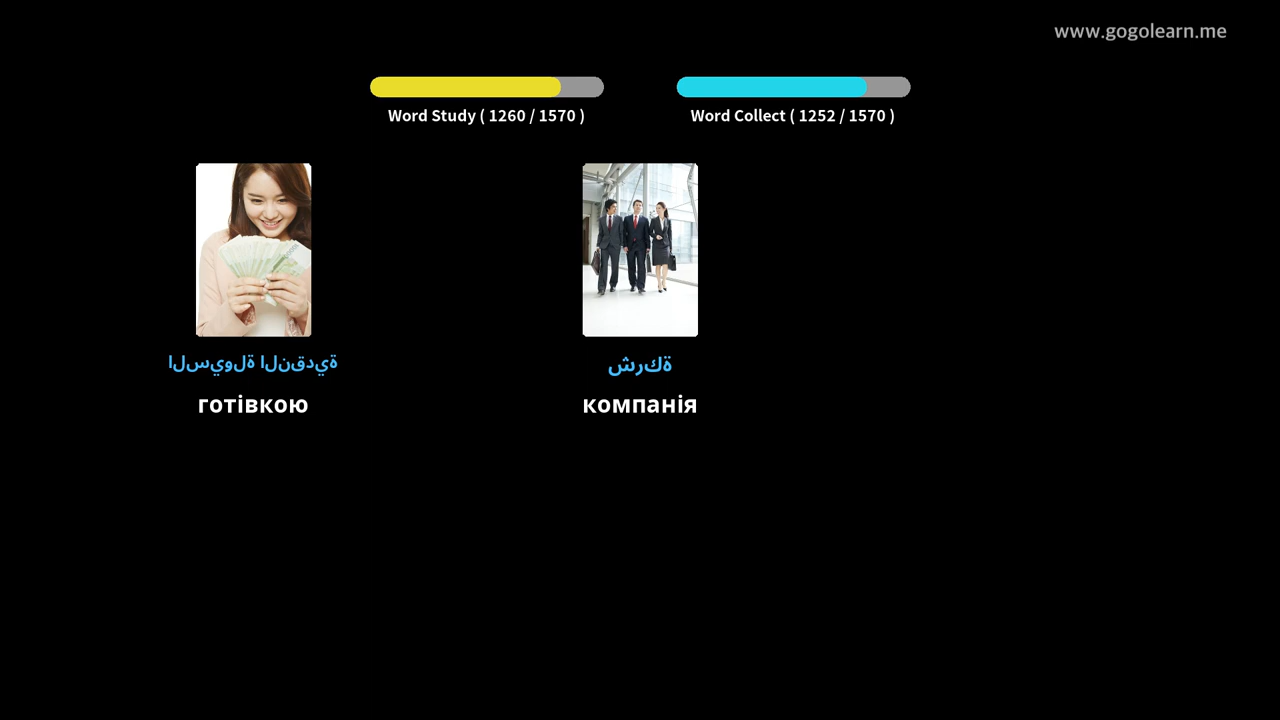 www.gogolearn.me
Word Study ( 1260 / 1570 )
Word Collect ( 1252 / 1570 )
السيولة النقدية
شركة
готівкою
компанія